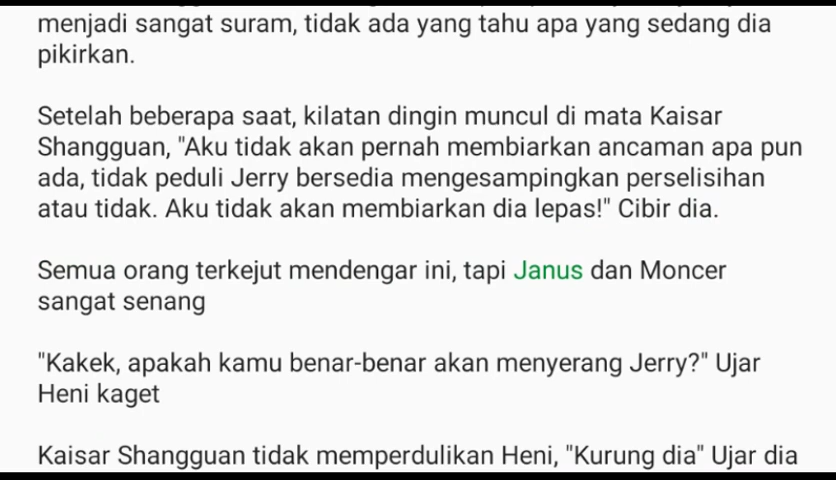 menjadi sangat suram, tidak ada yang tahu apa yang sedang dia
pikirkan.
Setelah beberapa saat, kilatan dingin muncul di mata Kaisar
Shangguan, "Aku tidak akan pernah membiarkan ancaman apa pun
ada, tidak peduli Jerry bersedia mengesampingkan perselisihan
atau tidak. Aku tidak akan membiarkan dia lepas!" Cibir dia.
Semua orang terkejut mendengar ini, tapi Janus dan Moncer
sangat senang
"Kakek, apakah kamu benar-benar akan menyerang Jerry?" Ujar
Heni kaget
Kaisar Shangguan tidak memperdulikan Heni, "Kurung dia" Ujar dia